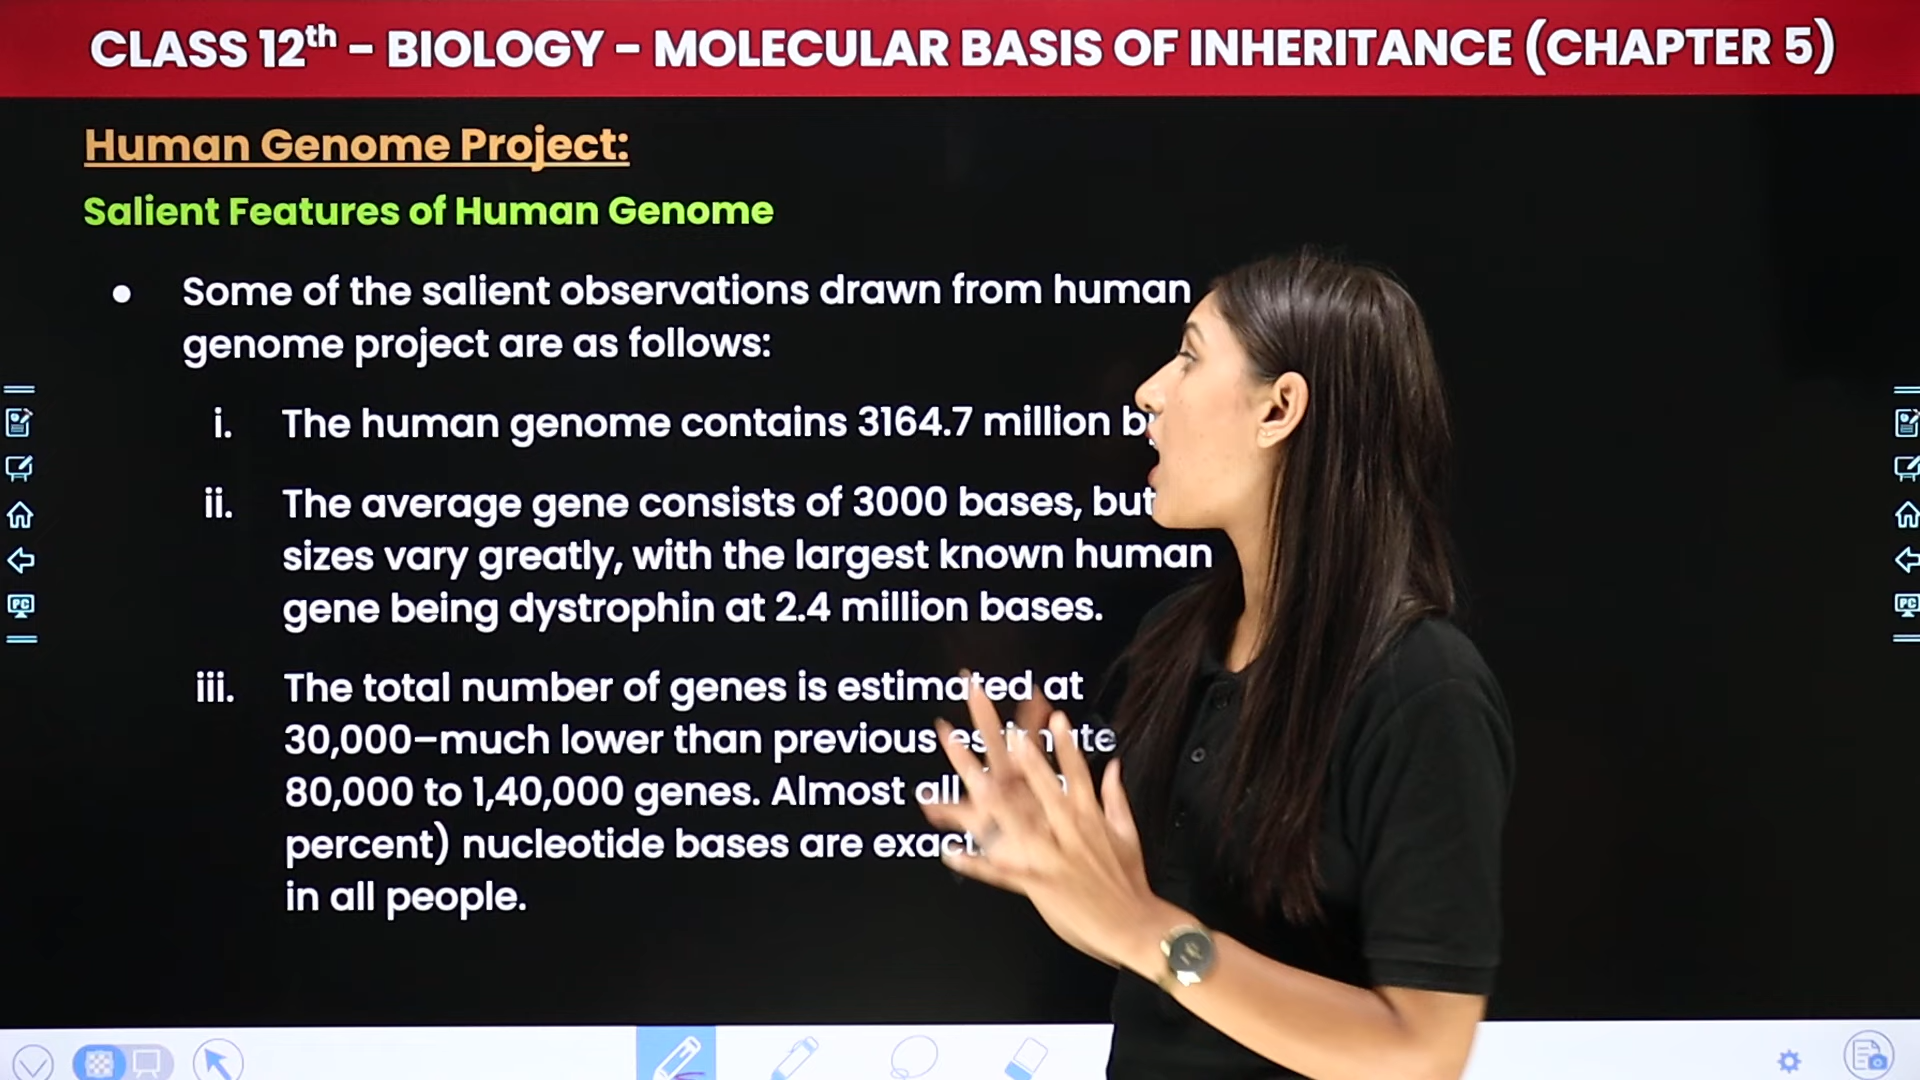 CLASS 12th – BIOLOGY – MOLECULAR BASIS OF INHERITANCE (CHAPTER 5)
Human Genome Project:
Salient Features of Human Genome
● Some of the salient observations drawn from human
genome project are as follows:
i. The human genome contains 3164.7 million
ii. The average gene consists of 3000 bases, but
sizes vary greatly, with the largest known human
gene being dystrophin at 2.4 million bases.
iii. The total number of genes is estimated at
30,000–much lower than previous
80,000 to 1,40,000 genes. Almost all
percent) nucleotide bases are
in all people.
PC
PC